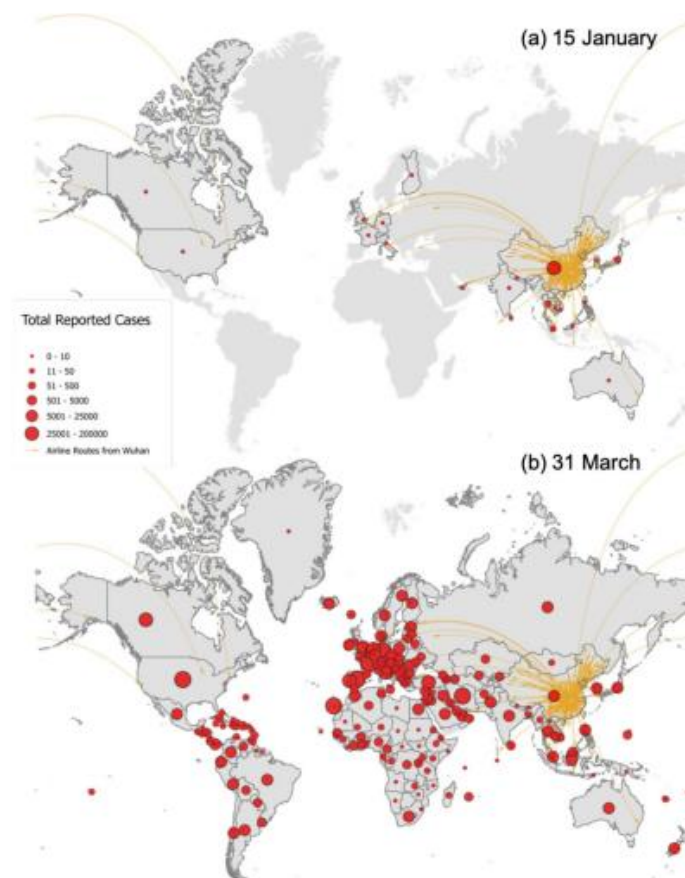 (a) 15 January
Total Reported Cases
0 - 10
11 - 50
51 - 500
501 - 5000
5001 - 25000
25001 - 200000
Airline Routes from Wuhan
(b) 31 March